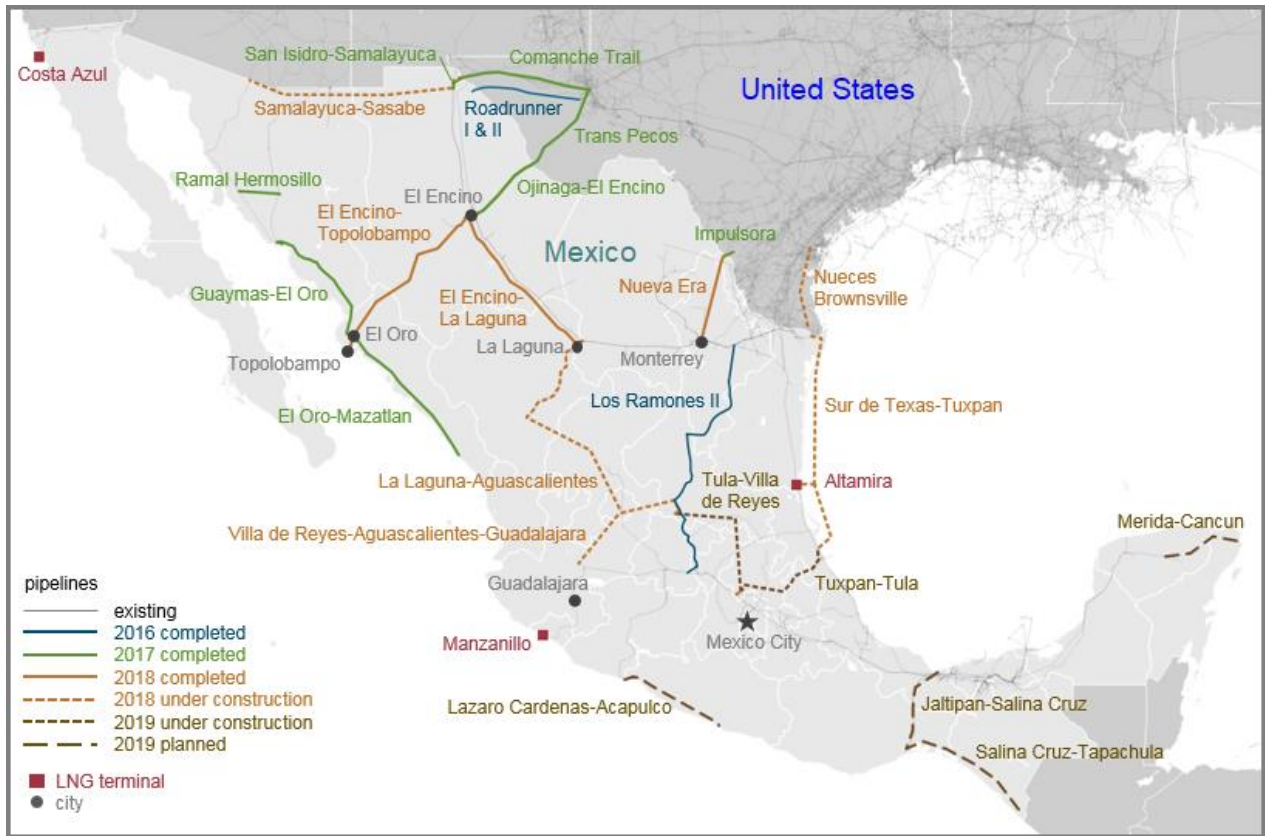 San Isidro-Samalayuca
Comanche Trail
Costa Azul
United States
Samalayuca-Sasabe
Roadrunner
I & II
Trans Pecos
Ramal Hermosillo
Ojinaga-El Encino
El Encino
El Encino-
Topolobampo
Impulsora
Mexico
Nueva Era
Nueces
Brownsville
Guaymas-El Oro
El Encino-
La Laguna
El Oro
La Laguna
Monterrey
Topolobampo
Los Ramones II
Sur de Texas-Tuxpan
El Oro-Mazatlan
La Laguna-Aguascalientes
Tula-Villa
de Reyes
Altamira
Merida-Cancun
Villa de Reyes-Aguascalientes-Guadalajara
Guadalajara
Tuxpan-Tula
Manzanillo
Mexico City
Lazaro Cardenas-Acapulco
Jaltipan-Salina Cruz
Salina Cruz-Tapachula
pipelines
existing
2016 completed
2017 completed
2018 completed
2018 under construction
2019 under construction
2019 planned
LNG terminal
city